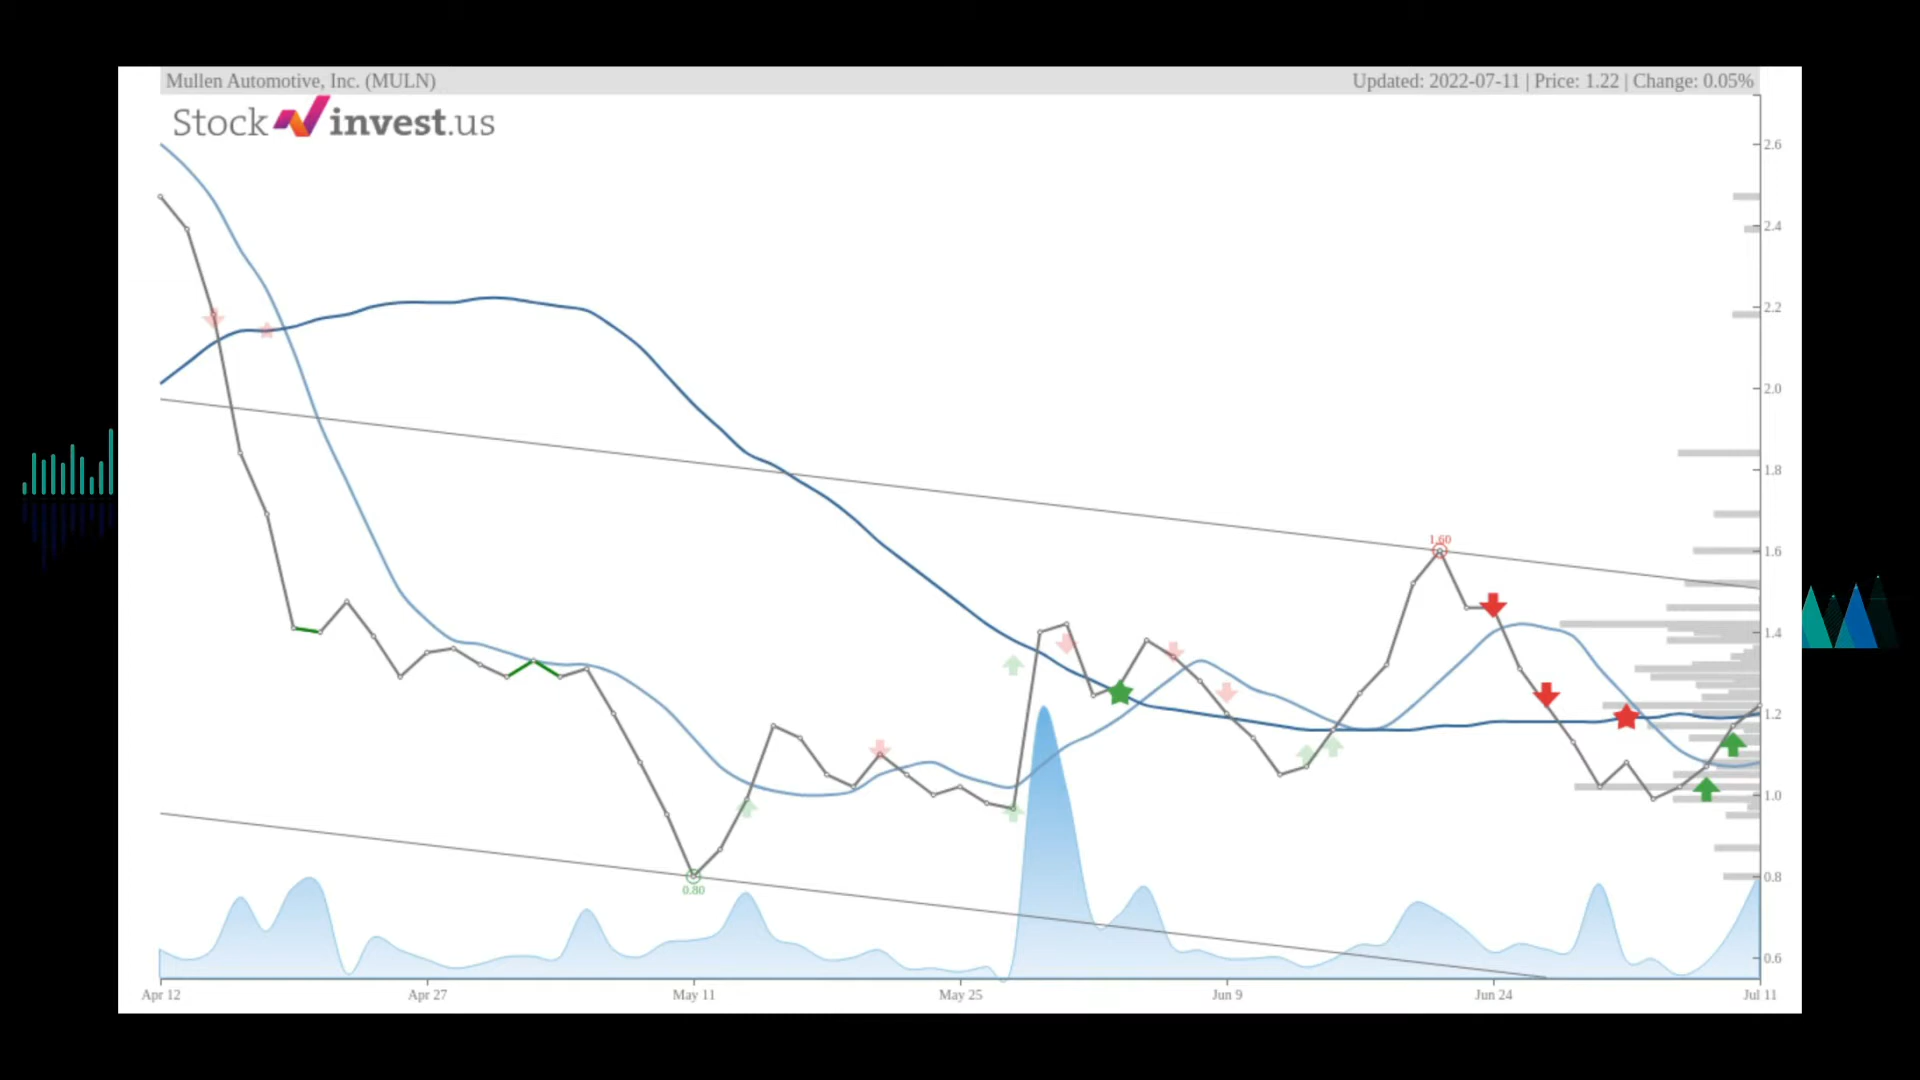 Mullen Automotive, Inc. (MULN)
Updated: 2022-07-11 | Price: 1.22 | Change: 0.05%
Stock invest.us
2.6
2.4
2.2
2.0
1.8
1.60
1.6
1.4
1.2
1.0
0.80
0.8
0.6
Apr 12
Apr 27
May 11
May 25
Jun 9
Jun 24
Jul 11